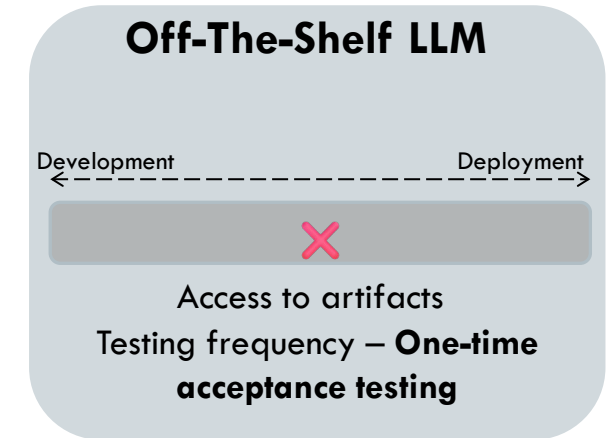 Off-The-Shelf LLM
Development Deployment
Access to artifacts
Testing frequency – One-time
acceptance testing